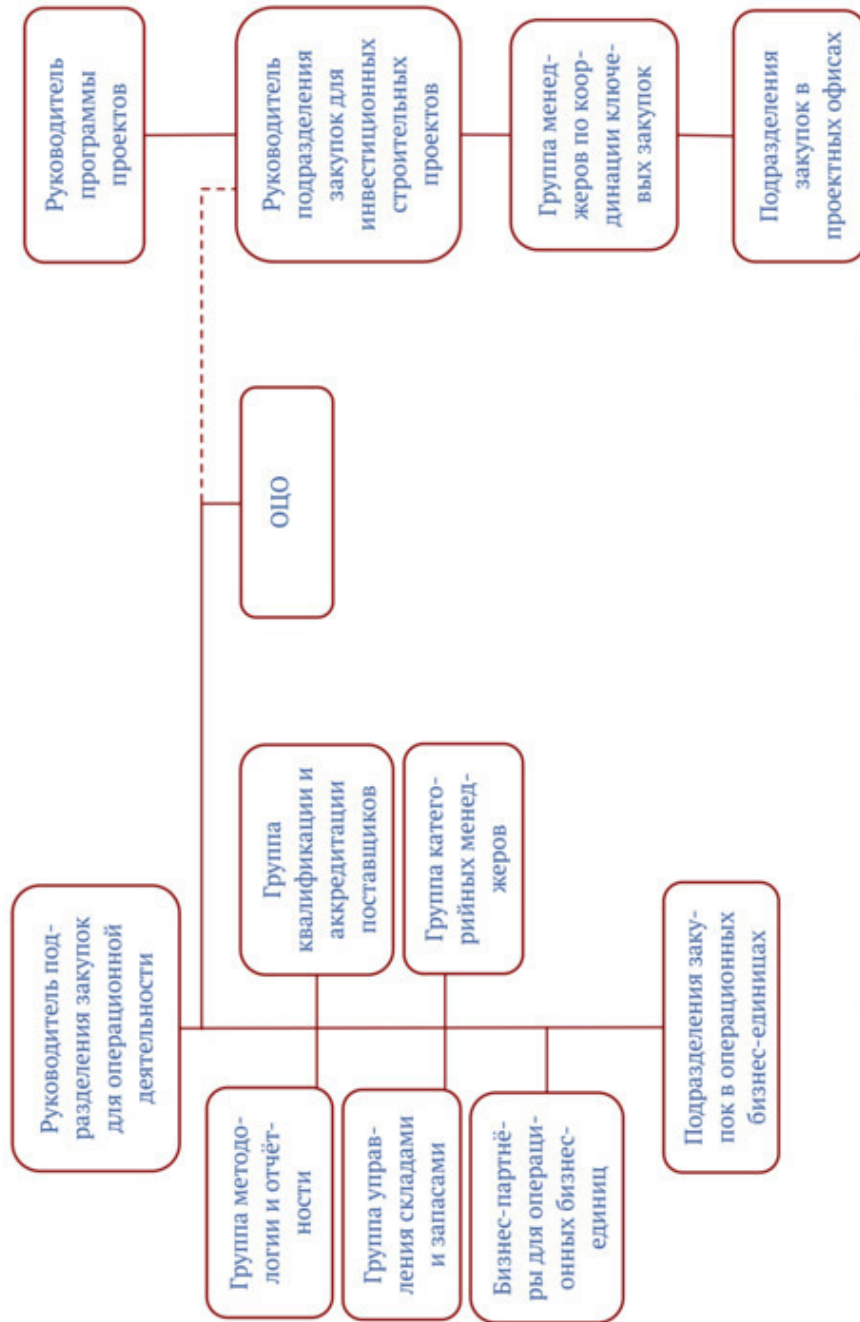 Руководитель под-
разделения закупок
для операционной
деятельности
Группа методо-
логии и отчёт-
ности
Группа
квалификации и
аккредитации
поставщиков
Группа управ-
ления складами
и запасами
Группа катего-
рийных менед-
жеров
Бизнес-партнё-
ры для операци-
онных бизнес-
единиц
Подразделения заку-
пок в операционных
бизнес-единицах
ОЦО
Руководитель
программы
проектов
Руководитель
подразделения
закупок для
инвестиционных
строительных
проектов
Группа менед-
жеров по коор-
динации ключе-
вых закупок
Подразделения
закупок в
проектных офисах